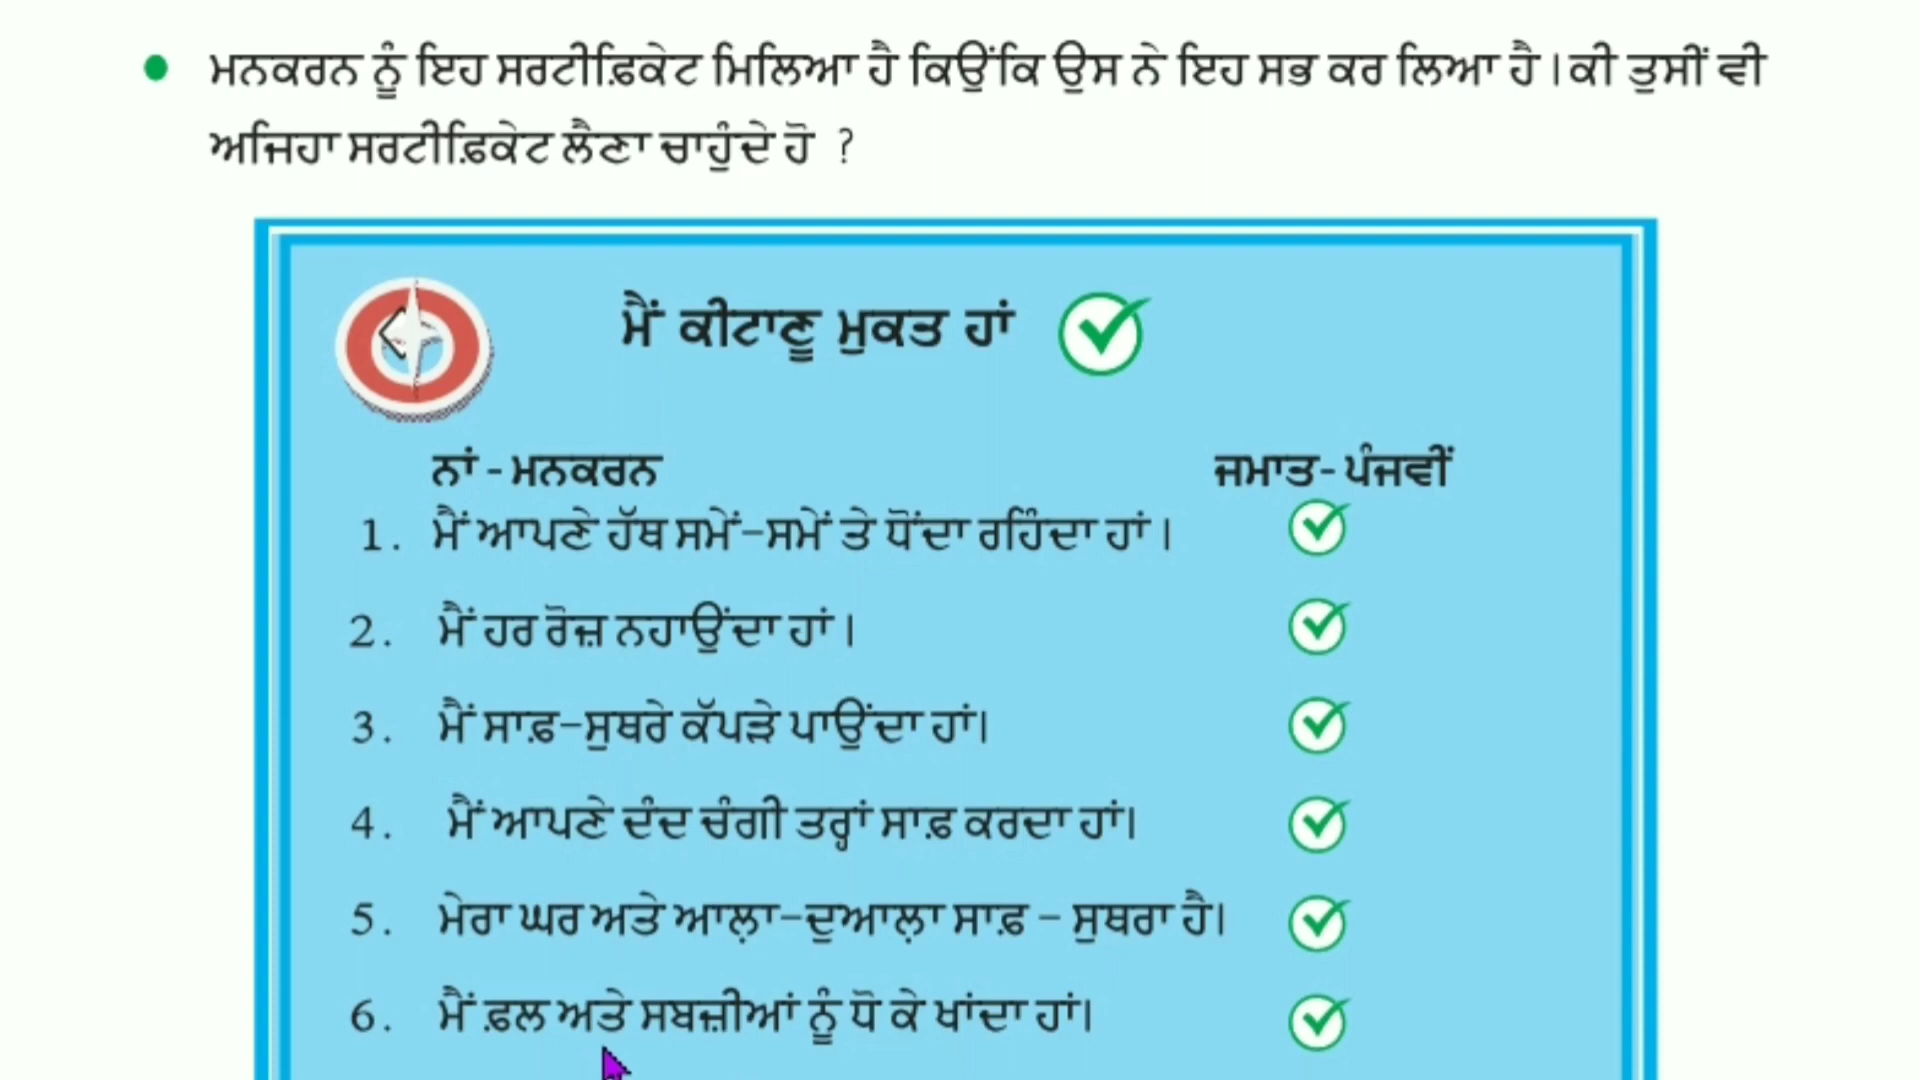 ਮਨਕਰਨ ਨੂੰ ਇਹ ਸਰਟੀਫ਼ਿਕੇਟ ਮਿਲਿਆ ਹੈ ਕਿਉਂਕਿ ਉਸ ਨੇ ਇਹ ਸਭ ਕਰ ਲਿਆ ਹੈ। ਕੀ ਤੁਸੀਂ ਵੀ
ਅਜਿਹਾ ਸਰਟੀਫ਼ਿਕੇਟ ਲੈਣਾ ਚਾਹੁੰਦੇ ਹੋ ?
ਮੈਂ ਕੀਟਾਣੂ ਮੁਕਤ ਹਾਂ
ਨਾਂ - ਮਨਕਰਨ ਜਮਾਤ- ਪੰਜਵੀਂ
1. ਮੈਂ ਆਪਣੇ ਹੱਥ ਸਮੇਂ-ਸਮੇਂ ਤੇ ਧੋਂਦਾ ਰਹਿੰਦਾ ਹਾਂ।
2. ਮੈਂ ਹਰ ਰੋਜ਼ ਨਹਾਉਂਦਾ ਹਾਂ।
3. ਮੈਂ ਸਾਫ਼-ਸੁਥਰੇ ਕੱਪੜੇ ਪਾਉਂਦਾ ਹਾਂ।
4. ਮੈਂ ਆਪਣੇ ਦੰਦ ਚੰਗੀ ਤਰ੍ਹਾਂ ਸਾਫ਼ ਕਰਦਾ ਹਾਂ।
5. ਮੇਰਾ ਘਰ ਅਤੇ ਆਲ਼ਾ-ਦੁਆਲ਼ਾ ਸਾਫ਼ - ਸੁਥਰਾ ਹੈ।
6. ਮੈਂ ਫ਼ਲ ਅਤੇ ਸਬਜ਼ੀਆਂ ਨੂੰ ਧੋ ਕੇ ਖਾਂਦਾ ਹਾਂ।